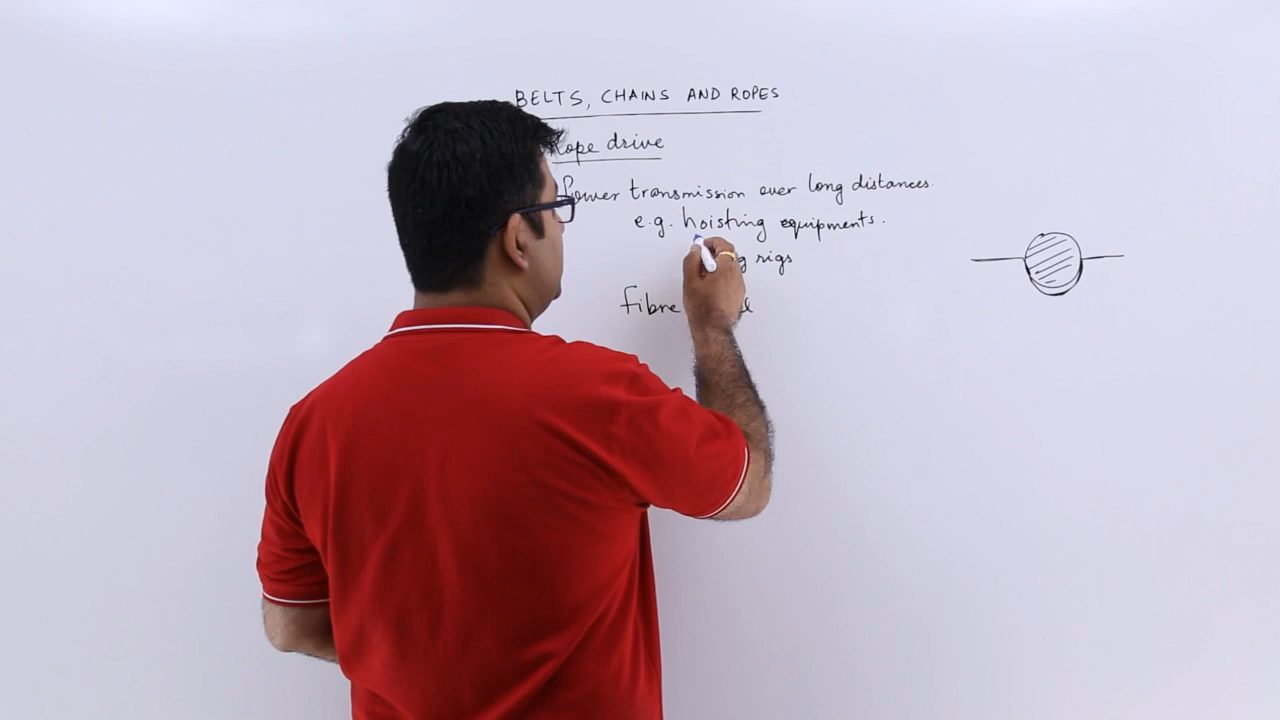 BELTS, CHAINS AND ROPES
Rope drive
Power transmission over long distances.
e.g. hoisting equipments.
rigs
fibre